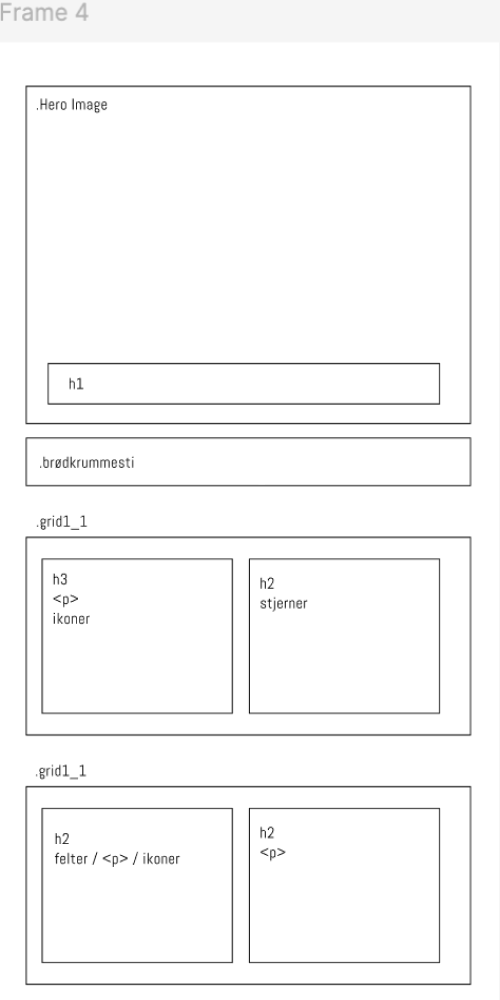 Frame 4
.Hero Image
h1
.brødkrummesti
.grid1_1
h3
<p>
ikoner
h2
stjerner
.grid1_1
h2
felter / <p> / ikoner
h2
<p>